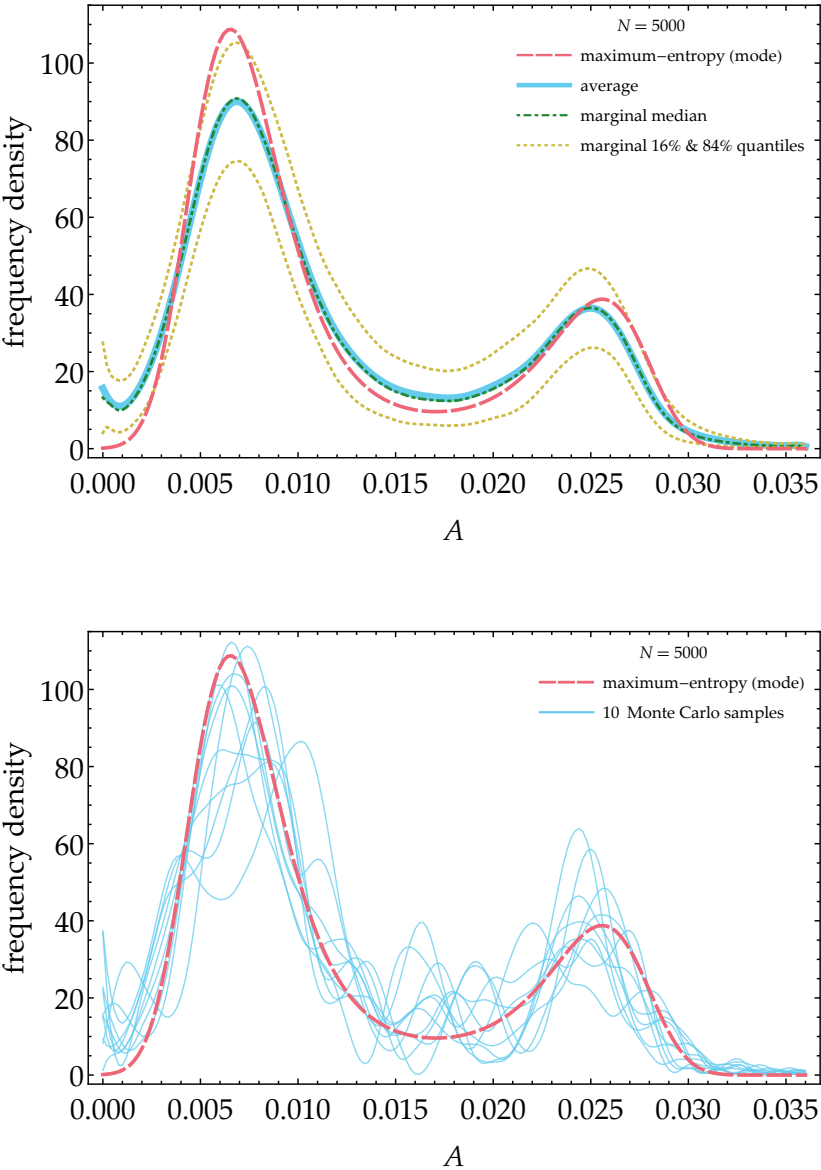 N = 5000
maximum−entropy (mode)
average
marginal median
marginal 16% & 84% quantiles
frequency density
100
80
60
40
20
0
0.000 0.005 0.010 0.015 0.020 0.025 0.030 0.035
A
N = 5000
maximum−entropy (mode)
10 Monte Carlo samples
frequency density
100
80
60
40
20
0
0.000 0.005 0.010 0.015 0.020 0.025 0.030 0.035
A